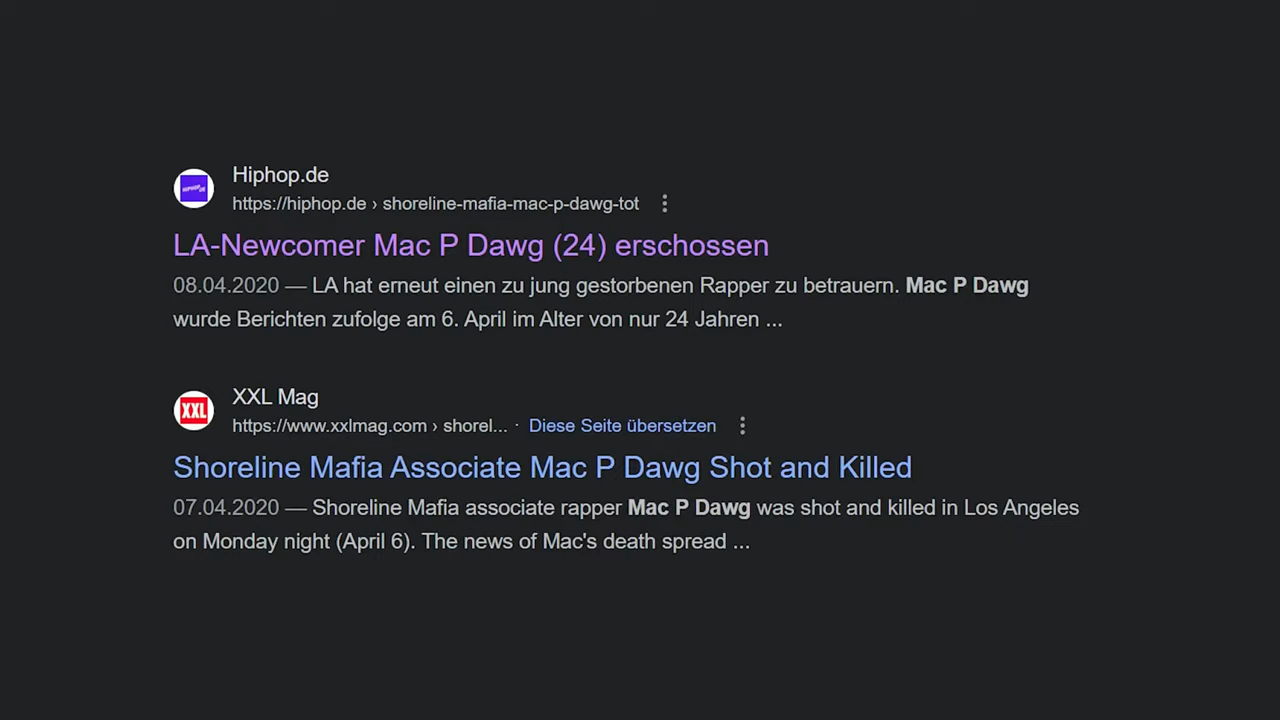 Hiphop.de
https://hiphop.de › shoreline-mafia-mac-p-dawg-tot
LA-Newcomer Mac P Dawg (24) erschossen
08.04.2020 — LA hat erneut einen zu jung gestorbenen Rapper zu betrauern. Mac P Dawg
wurde Berichten zufolge am 6. April im Alter von nur 24 Jahren ...
XXL Mag
XXL
https://www.xxlmag.com › shorel... · Diese Seite übersetzen
Shoreline Mafia Associate Mac P Dawg Shot and Killed
07.04.2020 — Shoreline Mafia associate rapper Mac P Dawg was shot and killed in Los Angeles
on Monday night (April 6). The news of Mac's death spread ...